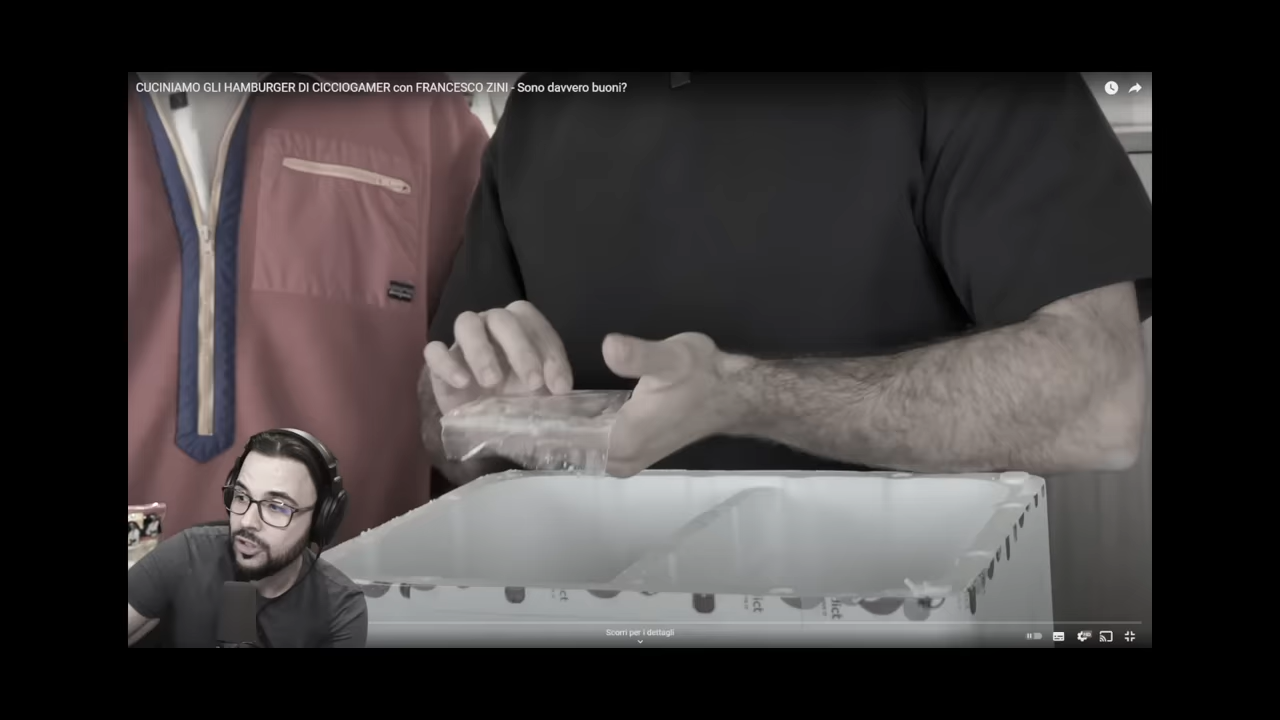 CUCINIAMO GLI HAMBURGER DI CICCIOGAMER con FRANCESCO ZINI - Sono davvero buoni?
Scorri per i dettagli